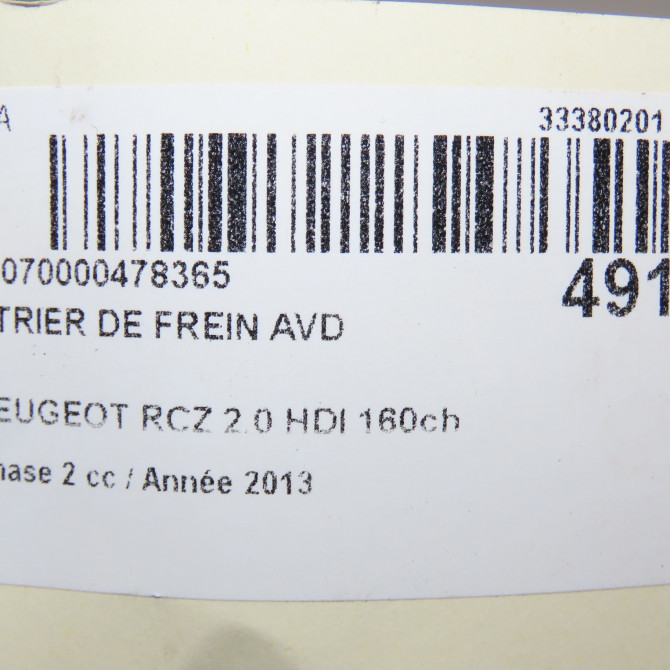 A 33380201
070000478365
491
TRIER DE FREIN AVD
EUGEOT RCZ 2.0 HDI 160ch
hase 2 cc / Année 2013